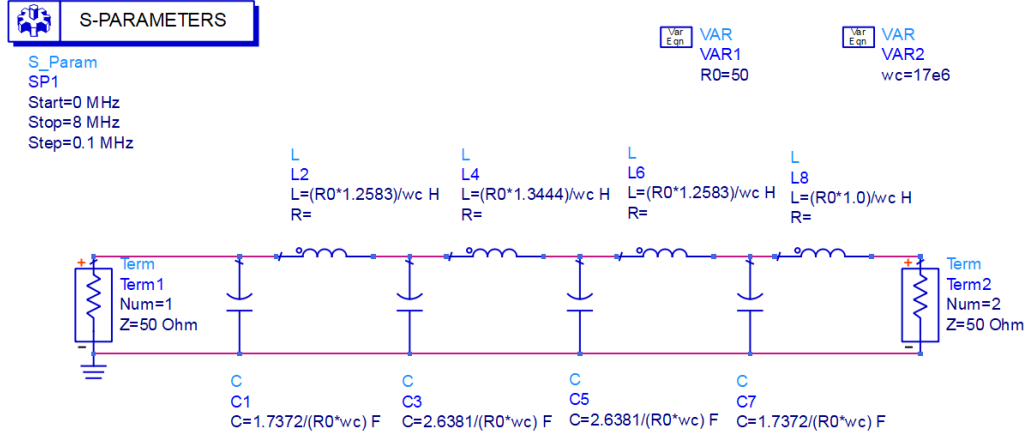 S-PARAMETERS
S_Param
SP1
Start=0 MHz
Stop=8 MHz
Step=0.1 MHz
Var
Eqn
VAR
VAR1
R0=50
Var
Eqn
VAR
VAR2
wc=17e6
L
L2
L=(R0*1.2583)/wc H
R=
L
L4
L=(R0*1.3444)/wc H
R=
L
L6
L=(R0*1.2583)/wc H
R=
L
L8
L=(R0*1.0)/wc H
R=
+
Term
Term1
Num=1
Z=50 Ohm
-
+
Term
Term2
Num=2
Z=50 Ohm
-
C
C1
C=1.7372/(R0*wc) F
C
C3
C=2.6381/(R0*wc) F
C
C5
C=2.6381/(R0*wc) F
C
C7
C=1.7372/(R0*wc) F